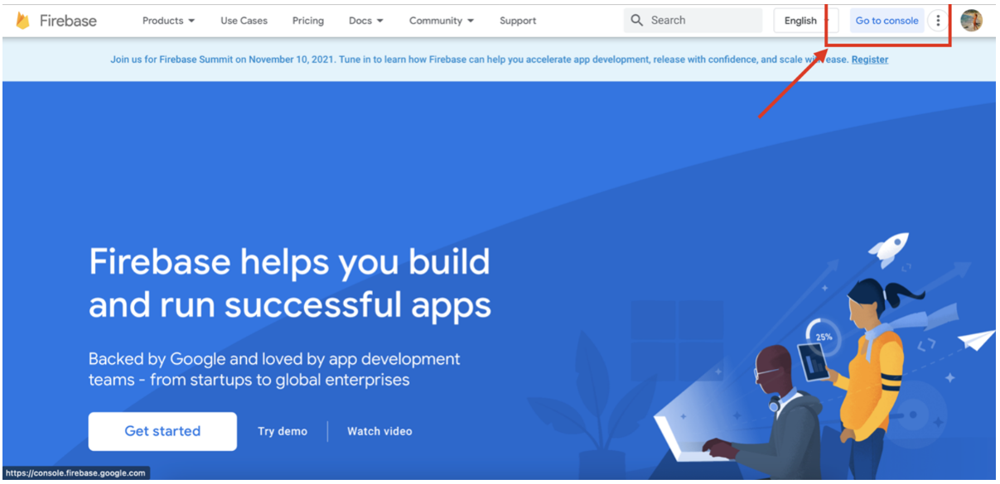 Firebase Products Use Cases Pricing Docs Community Support Search English Go to console
Join us for Firebase Summit on November 10, 2021. Tune in to learn how Firebase can help you accelerate app development, release with confidence, and scale with ease. Register
Firebase helps you build
and run successful apps
25%
Backed by Google and loved by app development
teams - from startups to global enterprises
Get started Try demo Watch video
https://console.firebase.google.com